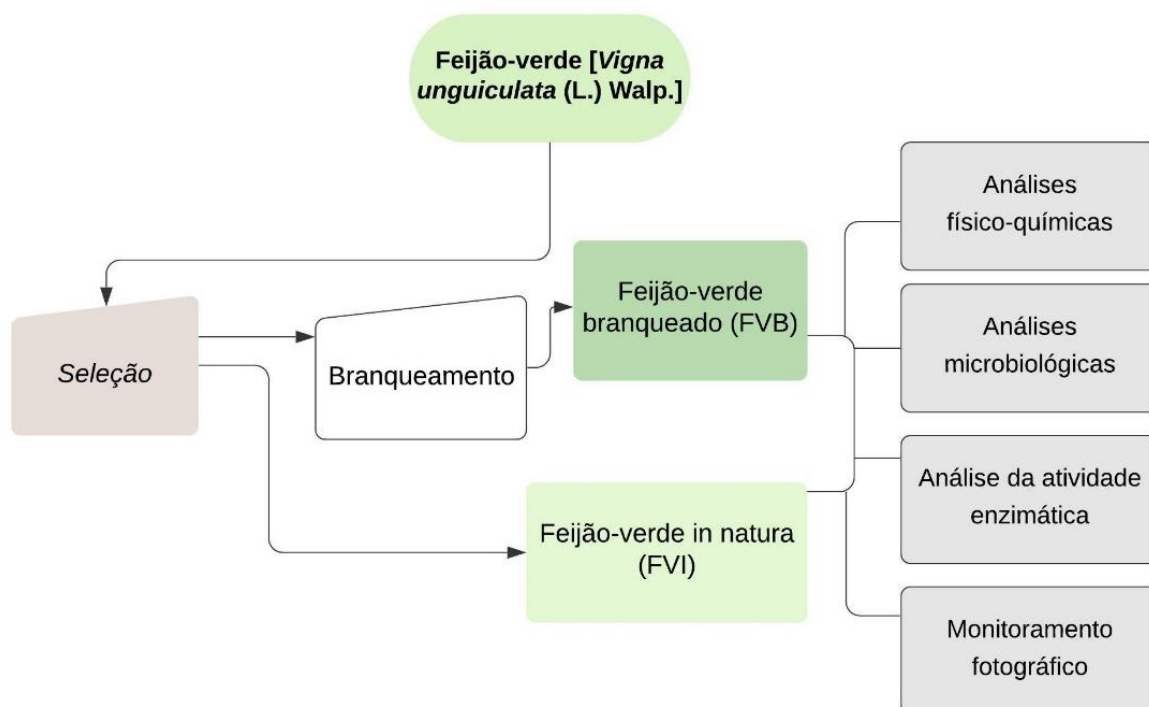 Feijão-verde [Vigna
unguiculata (L.) Walp.]
Seleção
Branqueamento
Feijão-verde
branqueado (FVB)
Feijão-verde in natura
(FVI)
Análises
físico-químicas
Análises
microbiológicas
Análise da atividade
enzimática
Monitoramento
fotográfico